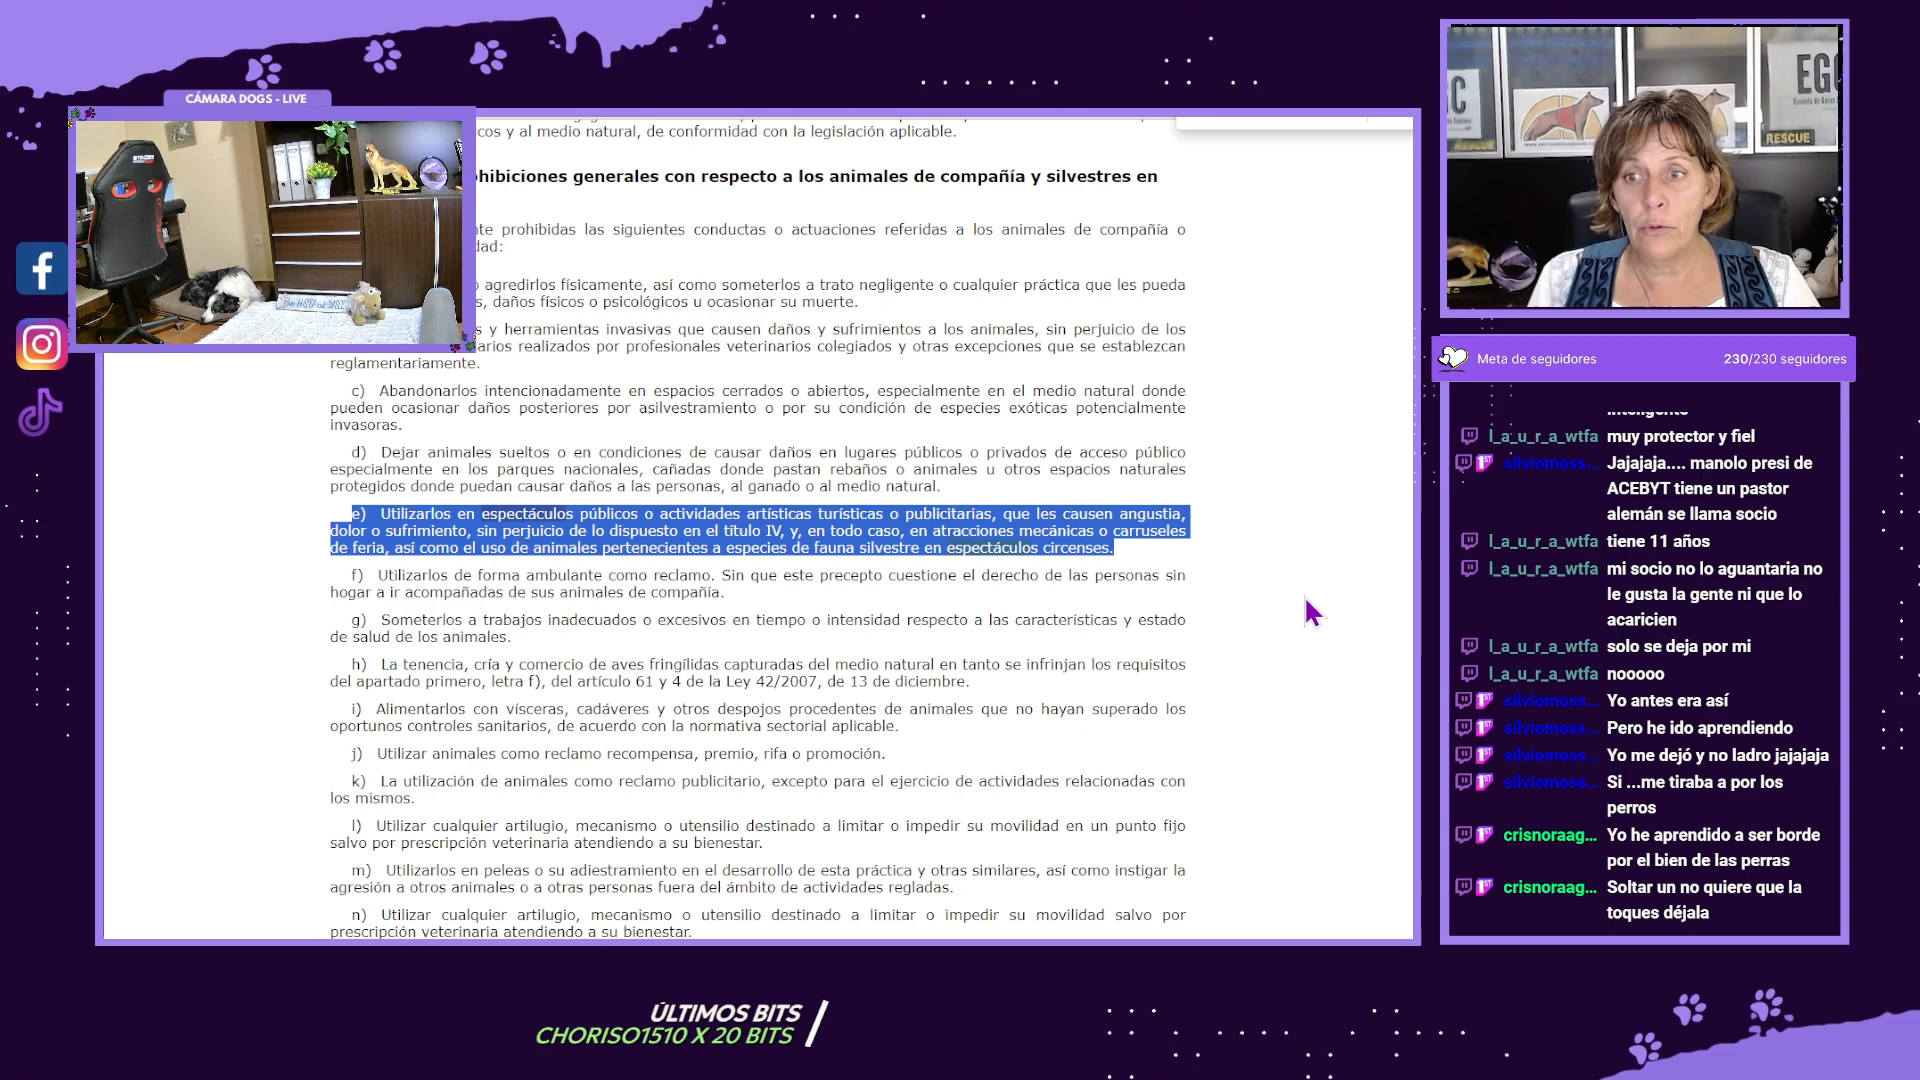 CÁMARA DOGS - LIVE
cos y al medio natural, de conformidad con la legislación aplicable.
hibiciones generales con respecto a los animales de compañía y silvestres en
te prohibidas las siguientes conductas o actuaciones referidas a los animales de compañía o
dad:
o agredirlos físicamente, así como someterlos a trato negligente o cualquier práctica que les pueda
s, daños físicos o psicológicos u ocasionar su muerte.
s y herramientas invasivas que causen daños y sufrimientos a los animales, sin perjuicio de los
arios realizados por profesionales veterinarios colegiados y otras excepciones que se establezcan
reglamentariamente.
c) Abandonarlos intencionadamente en espacios cerrados o abiertos, especialmente en el medio natural donde
pueden ocasionar daños posteriores por asilvestramiento o por su condición de especies exóticas potencialmente
invasoras.
d) Dejar animales sueltos o en condiciones de causar daños en lugares públicos o privados de acceso público
especialmente en los parques nacionales, cañadas donde pastan rebaños o animales u otros espacios naturales
protegidos donde puedan causar daños a las personas, al ganado o al medio natural.
e) Utilizarlos en espectáculos públicos o actividades artísticas turísticas o publicitarias, que les causen angustia,
dolor o sufrimiento, sin perjuicio de lo dispuesto en el título IV, y, en todo caso, en atracciones mecánicas o carruseles
de feria, así como el uso de animales pertenecientes a especies de fauna silvestre en espectáculos circenses.
f) Utilizarlos de forma ambulante como reclamo. Sin que este precepto cuestione el derecho de las personas sin
hogar a ir acompañadas de sus animales de compañía.
g) Someterlos a trabajos inadecuados o excesivos en tiempo o intensidad respecto a las características y estado
de salud de los animales.
h) La tenencia, cría y comercio de aves fringílidas capturadas del medio natural en tanto se infrinjan los requisitos
del apartado primero, letra f), del artículo 61 y 4 de la Ley 42/2007, de 13 de diciembre.
i) Alimentarlos con vísceras, cadáveres y otros despojos procedentes de animales que no hayan superado los
oportunos controles sanitarios, de acuerdo con la normativa sectorial aplicable.
j) Utilizar animales como reclamo recompensa, premio, rifa o promoción.
k) La utilización de animales como reclamo publicitario, excepto para el ejercicio de actividades relacionadas con
los mismos.
l) Utilizar cualquier artilugio, mecanismo o utensilio destinado a limitar o impedir su movilidad en un punto fijo
salvo por prescripción veterinaria atendiendo a su bienestar.
m) Utilizarlos en peleas o su adiestramiento en el desarrollo de esta práctica y otras similares, así como instigar la
agresión a otros animales o a otras personas fuera del ámbito de actividades regladas.
n) Utilizar cualquier artilugio, mecanismo o utensilio destinado a limitar o impedir su movilidad salvo por
prescripción veterinaria atendiendo a su bienestar.
EGC
RESCUE
Meta de seguidores 230/230 seguidores
inteligente
l_a_u_r_a_wtfa muy protector y fiel
silviomoss... Jajajaja.... manolo presi de
ACEBYT tiene un pastor
alemán se llama socio
l_a_u_r_a_wtfa tiene 11 años
l_a_u_r_a_wtfa mi socio no lo aguantaria no
le gusta la gente ni que lo
acaricien
l_a_u_r_a_wtfa solo se deja por mi
l_a_u_r_a_wtfa nooooo
silviomoss... Yo antes era así
silviomoss... Pero he ido aprendiendo
silviomoss... Yo me dejó y no ladro jajajaja
silviomoss... Si ...me tiraba a por los
perros
crisnoraag... Yo he aprendido a ser borde
por el bien de las perras
crisnoraag... Soltar un no quiere que la
toques déjala
ÚLTIMOS BITS
CHORISO1510 X 20 BITS